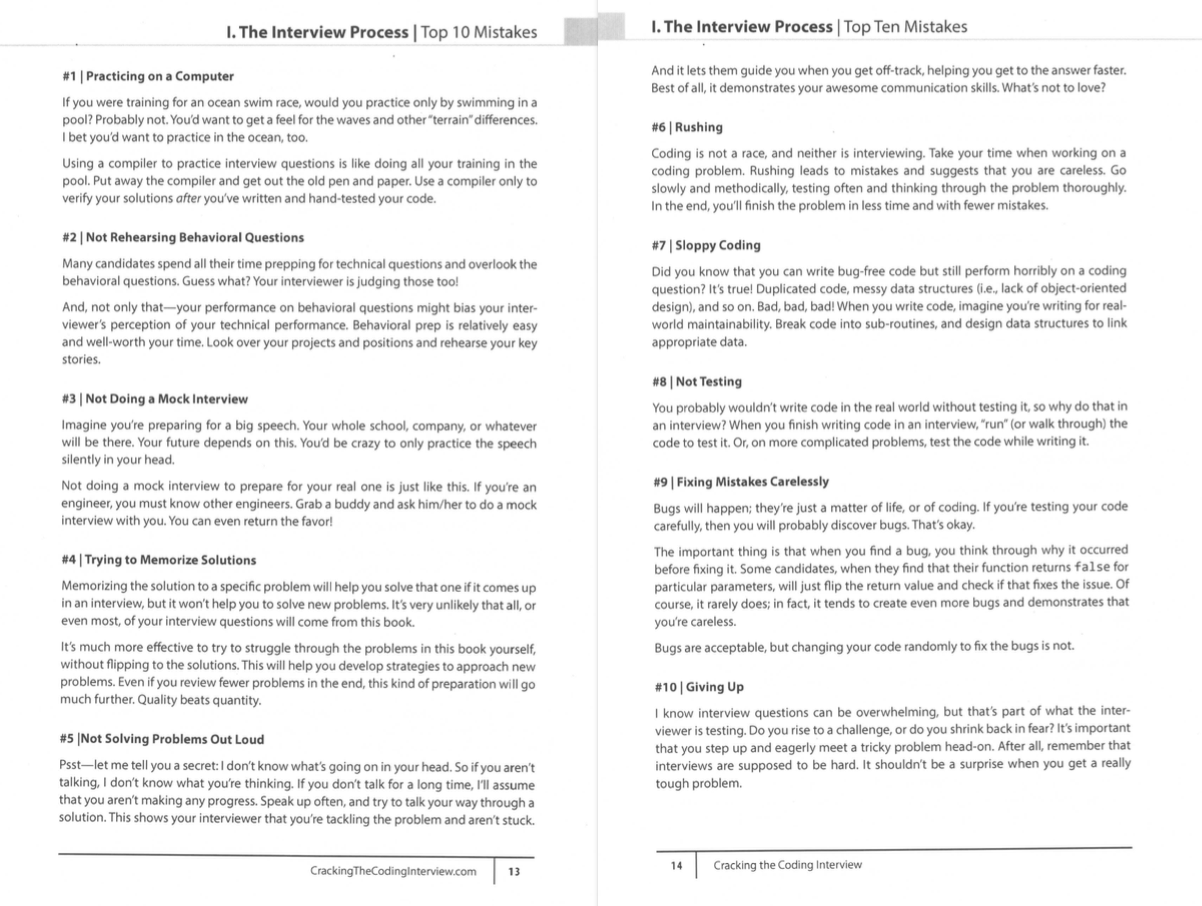 I. The Interview Process | Top 10 Mistakes
#1 | Practicing on a Computer
If you were training for an ocean swim race, would you practice only by swimming in a
pool? Probably not. You'd want to get a feel for the waves and other "terrain" differences.
I bet you'd want to practice in the ocean, too.
Using a compiler to practice interview questions is like doing all your training in the
pool. Put away the compiler and get out the old pen and paper. Use a compiler only to
verify your solutions after you've written and hand-tested your code.
#2 | Not Rehearsing Behavioral Questions
Many candidates spend all their time prepping for technical questions and overlook the
behavioral questions. Guess what? Your interviewer is judging those too!
And, not only that—your performance on behavioral questions might bias your inter-
viewer's perception of your technical performance. Behavioral prep is relatively easy
and well-worth your time. Look over your projects and positions and rehearse your key
stories.
#3 | Not Doing a Mock Interview
Imagine you're preparing for a big speech. Your whole school, company, or whatever
will be there. Your future depends on this. You'd be crazy to only practice the speech
silently in your head.
Not doing a mock interview to prepare for your real one is just like this. If you're an
engineer, you must know other engineers. Grab a buddy and ask him/her to do a mock
interview with you. You can even return the favor!
#4 | Trying to Memorize Solutions
Memorizing the solution to a specific problem will help you solve that one if it comes up
in an interview, but it won't help you to solve new problems. It's very unlikely that all, or
even most, of your interview questions will come from this book.
It's much more effective to try to struggle through the problems in this book yourself,
without flipping to the solutions. This will help you develop strategies to approach new
problems. Even if you review fewer problems in the end, this kind of preparation will go
much further. Quality beats quantity.
#5 |Not Solving Problems Out Loud
Psst—let me tell you a secret: I don't know what's going on in your head. So if you aren't
talking, I don't know what you're thinking. If you don't talk for a long time, I'll assume
that you aren't making any progress. Speak up often, and try to talk your way through a
solution. This shows your interviewer that you're tackling the problem and aren't stuck.
CrackingTheCodingInterview.com | 13
I. The Interview Process | Top Ten Mistakes
And it lets them guide you when you get off-track, helping you get to the answer faster.
Best of all, it demonstrates your awesome communication skills. What's not to love?
#6 | Rushing
Coding is not a race, and neither is interviewing. Take your time when working on a
coding problem. Rushing leads to mistakes and suggests that you are careless. Go
slowly and methodically, testing often and thinking through the problem thoroughly.
In the end, you'll finish the problem in less time and with fewer mistakes.
#7 | Sloppy Coding
Did you know that you can write bug-free code but still perform horribly on a coding
question? It's true! Duplicated code, messy data structures (i.e., lack of object-oriented
design), and so on. Bad, bad, bad! When you write code, imagine you're writing for real-
world maintainability. Break code into sub-routines, and design data structures to link
appropriate data.
#8 | Not Testing
You probably wouldn't write code in the real world without testing it, so why do that in
an interview? When you finish writing code in an interview, "run" (or walk through) the
code to test it. Or, on more complicated problems, test the code while writing it.
#9 | Fixing Mistakes Carelessly
Bugs will happen; they're just a matter of life, or of coding. If you're testing your code
carefully, then you will probably discover bugs. That's okay.
The important thing is that when you find a bug, you think through why it occurred
before fixing it. Some candidates, when they find that their function returns false for
particular parameters, will just flip the return value and check if that fixes the issue. Of
course, it rarely does; in fact, it tends to create even more bugs and demonstrates that
you're careless.
Bugs are acceptable, but changing your code randomly to fix the bugs is not.
#10 | Giving Up
I know interview questions can be overwhelming, but that's part of what the inter-
viewer is testing. Do you rise to a challenge, or do you shrink back in fear? It's important
that you step up and eagerly meet a tricky problem head-on. After all, remember that
interviews are supposed to be hard. It shouldn't be a surprise when you get a really
tough problem.
14 | Cracking the Coding Interview